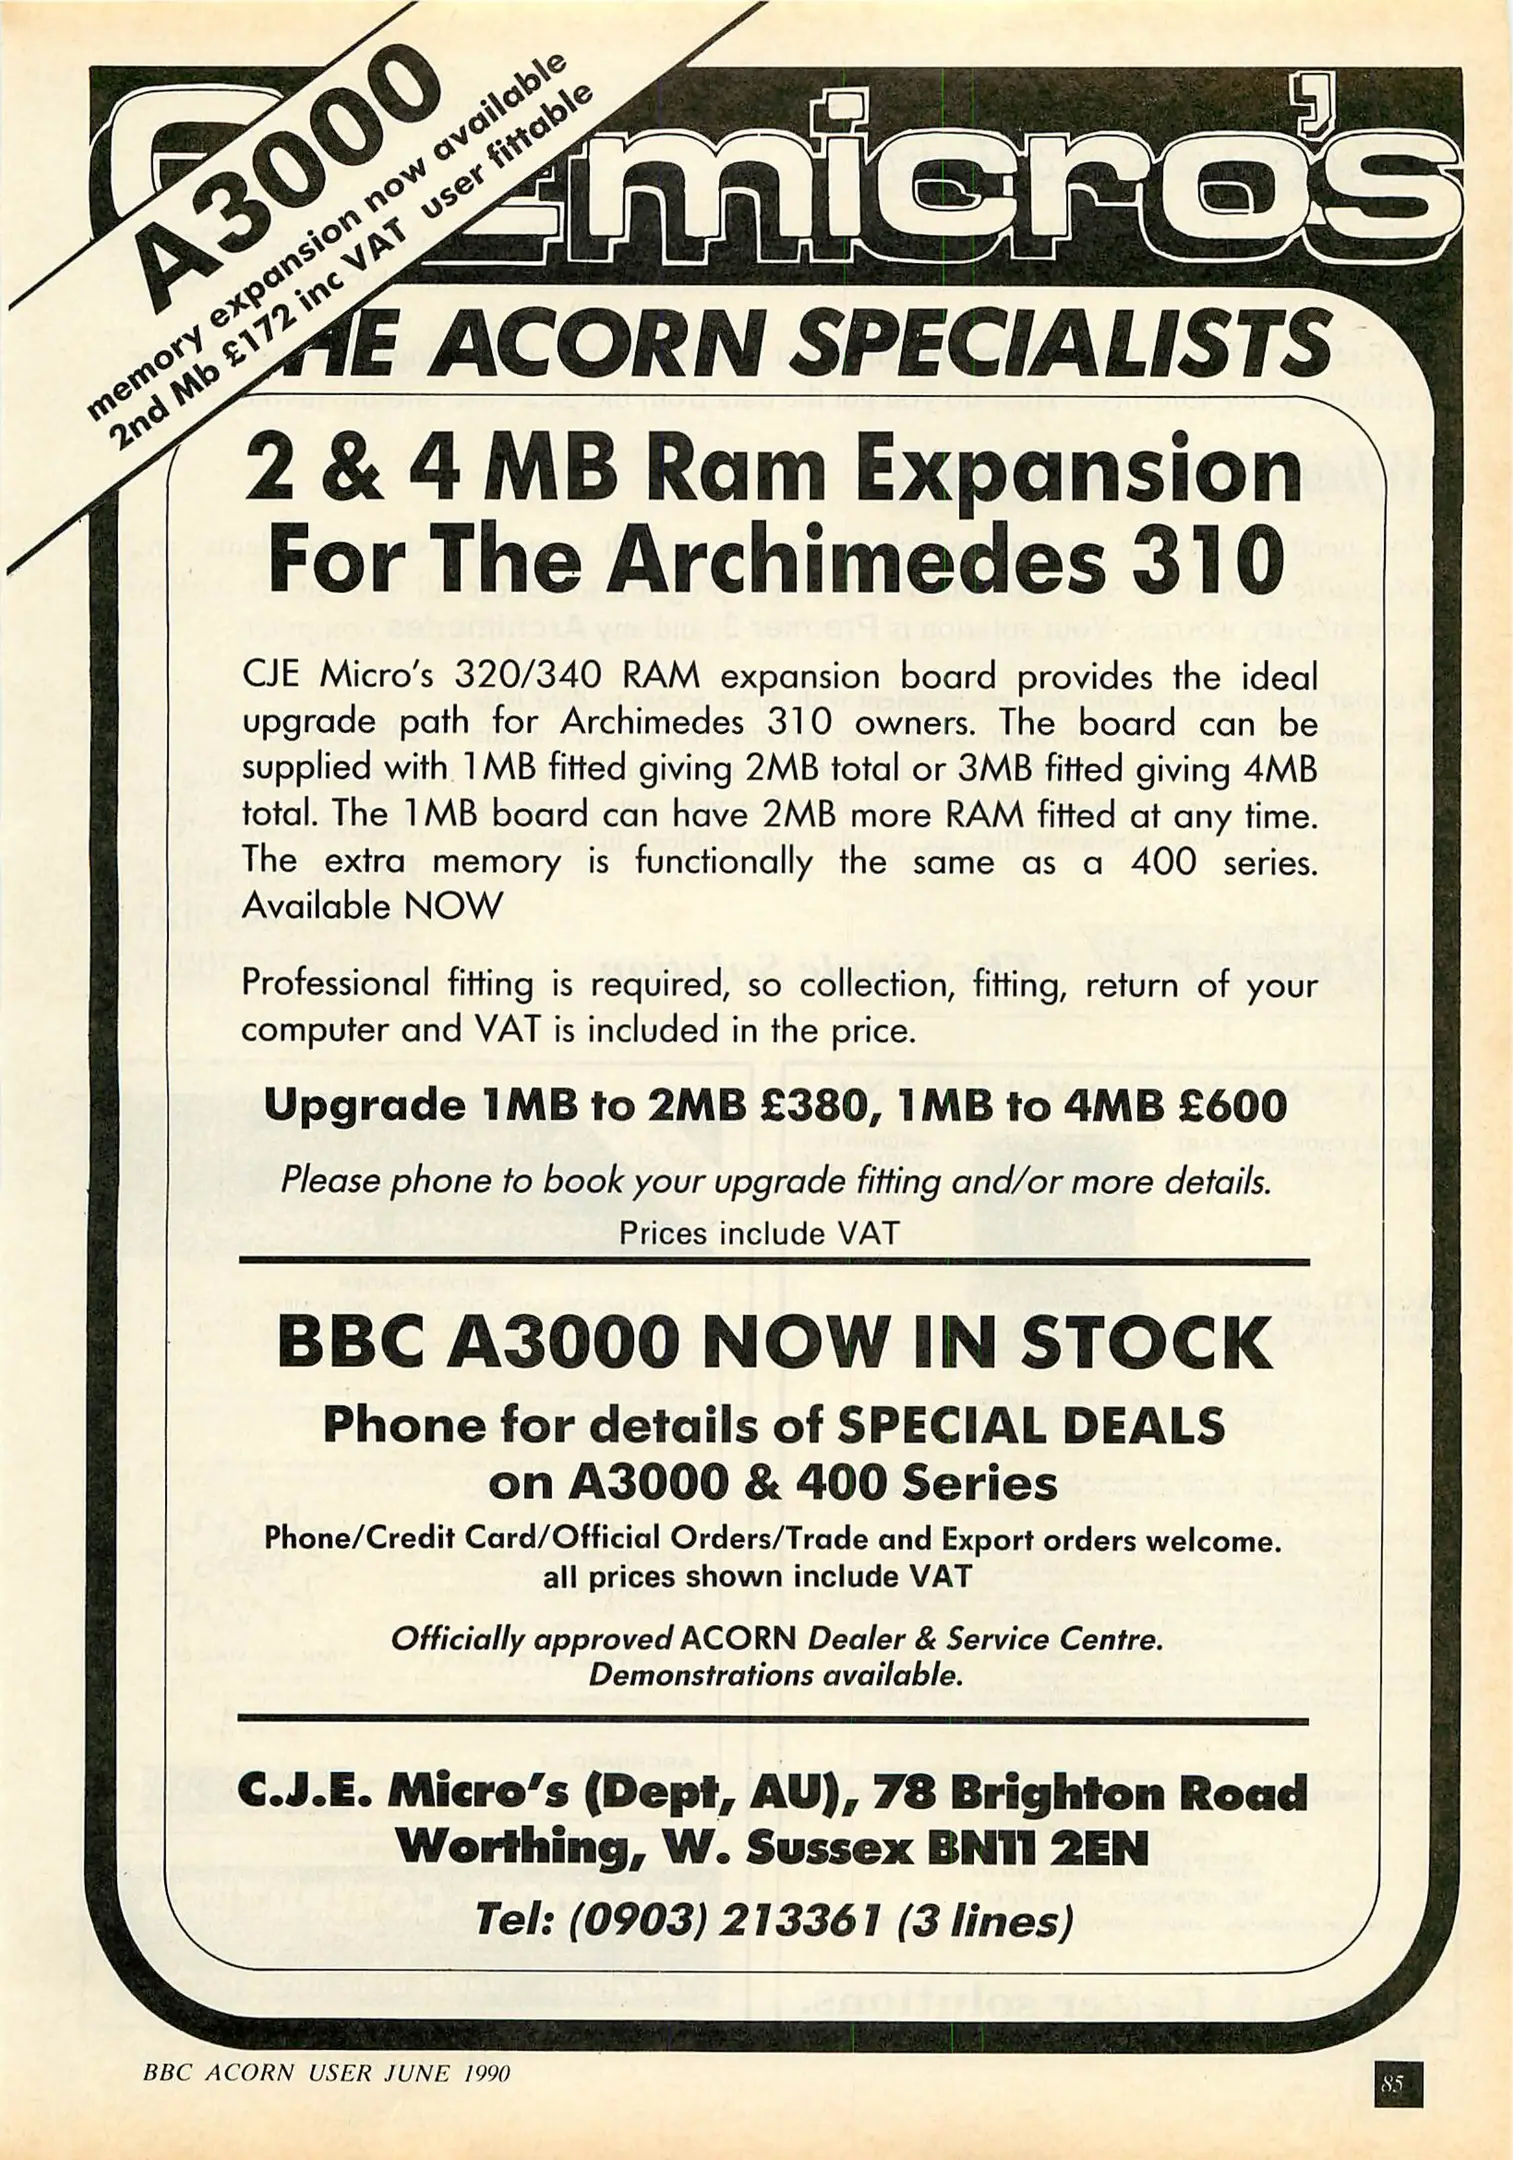 A3000
memory expansion now available
2nd Mb £172 inc VAT user fittable
micro's
ACORN SPECIALISTS
2 & 4 MB Ram Expansion
For The Archimedes 310
CJE Micro's 320/340 RAM expansion board provides the ideal
upgrade path for Archimedes 310 owners. The board can be
supplied with 1MB fitted giving 2MB total or 3MB fitted giving 4MB
total. The 1MB board can have 2MB more RAM fitted at any time.
The extra memory is functionally the same as a 400 series.
Available NOW
Professional fitting is required, so collection, fitting, return of your
computer and VAT is included in the price.
Upgrade 1MB to 2MB £380, 1MB to 4MB £600
Please phone to book your upgrade fitting and/or more details.
Prices include VAT
BBC A3000 NOW IN STOCK
Phone for details of SPECIAL DEALS
on A3000 & 400 Series
Phone/Credit Card/Official Orders/Trade and Export orders welcome.
all prices shown include VAT
Officially approved ACORN Dealer & Service Centre.
Demonstrations available.
C.J.E. Micro's (Dept, AU), 78 Brighton Road
Worthing, W. Sussex BN11 2EN
Tel: (0903) 213361 (3 lines)
BBC ACORN USER JUNE 1990
85